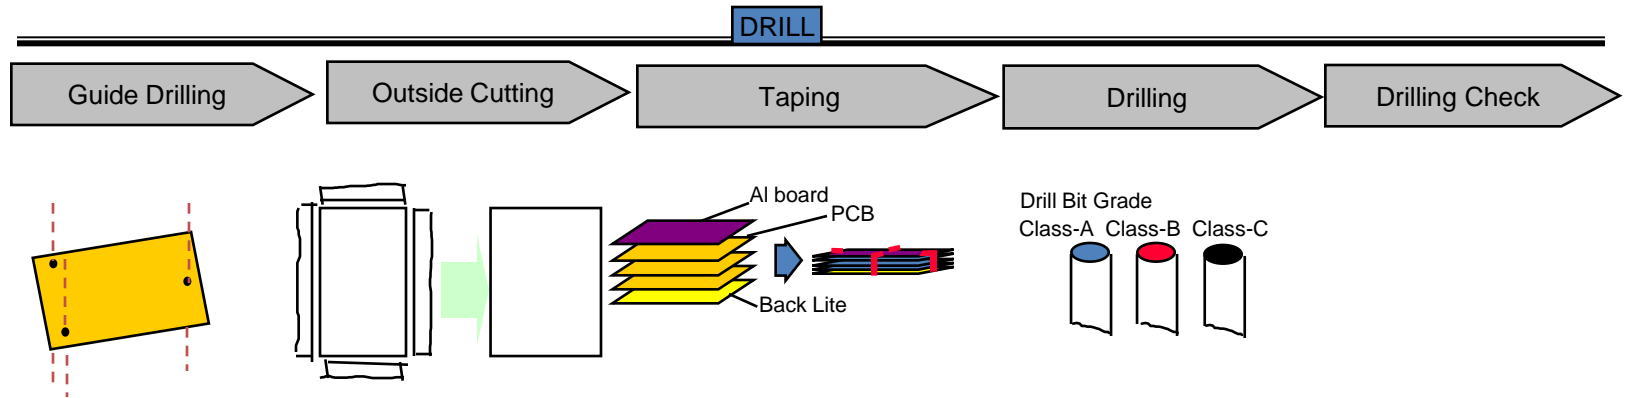 DRILL
Guide Drilling
Outside Cutting
Taping
Drilling
Drilling Check
Al board
PCB
Back Lite
Drill Bit Grade
Class-A Class-B Class-C